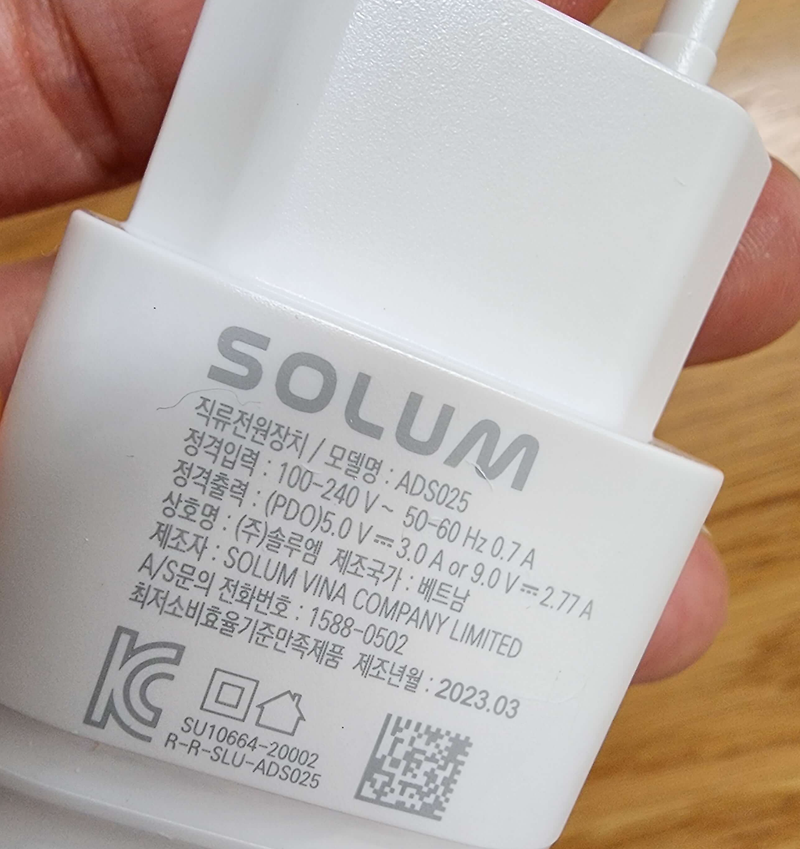 SOLUM
직류전원장치 / 모델명 : ADS025
정격입력 : 100-240 V ~ 50-60 Hz 0.7 A
정격출력 : (PDO)5.0 V ⎓ 3.0 A or 9.0 V ⎓ 2.77 A
상호명 : (주)솔루엠 제조국가 : 베트남
제조자 : SOLUM VINA COMPANY LIMITED
A/S문의 전화번호 : 1588-0502
최저소비효율기준만족제품 제조년월 : 2023.03
KC
SU10664-20002
R-R-SLU-ADS025